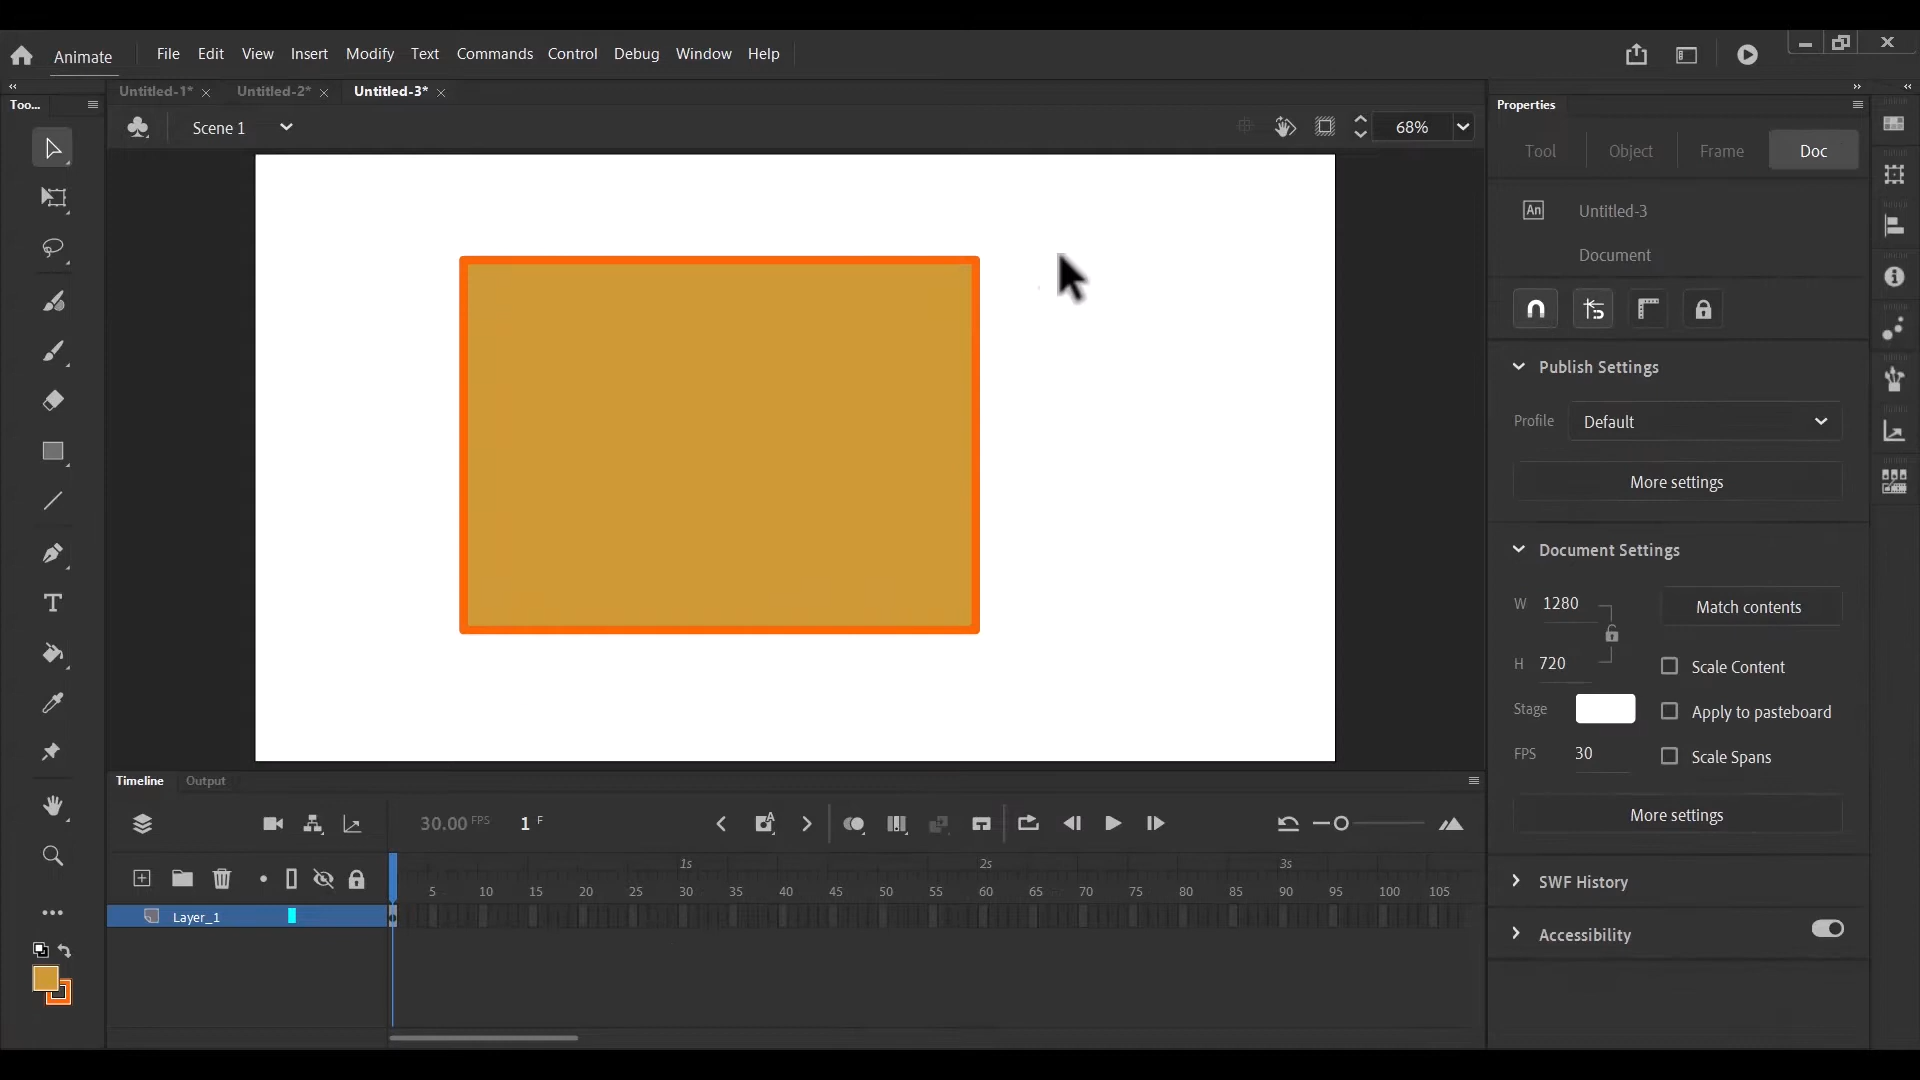 Animate File Edit View Insert Modify Text Commands Control Debug Window Help
Untitled-1* Untitled-2* Untitled-3*
Too...
Scene 1
68%
Properties
Tool Object Frame Doc
An Untitled-3
Document
Publish Settings
Profile Default
More settings
Document Settings
W 1280 Match contents
H 720 Scale Content
Stage Apply to pasteboard
FPS 30 Scale Spans
More settings
SWF History
Accessibility
Timeline Output
30.00 FPS 1 F
1s 2s 3s
5 10 15 20 25 30 35 40 45 50 55 60 65 70 75 80 85 90 95 100 105
Layer_1